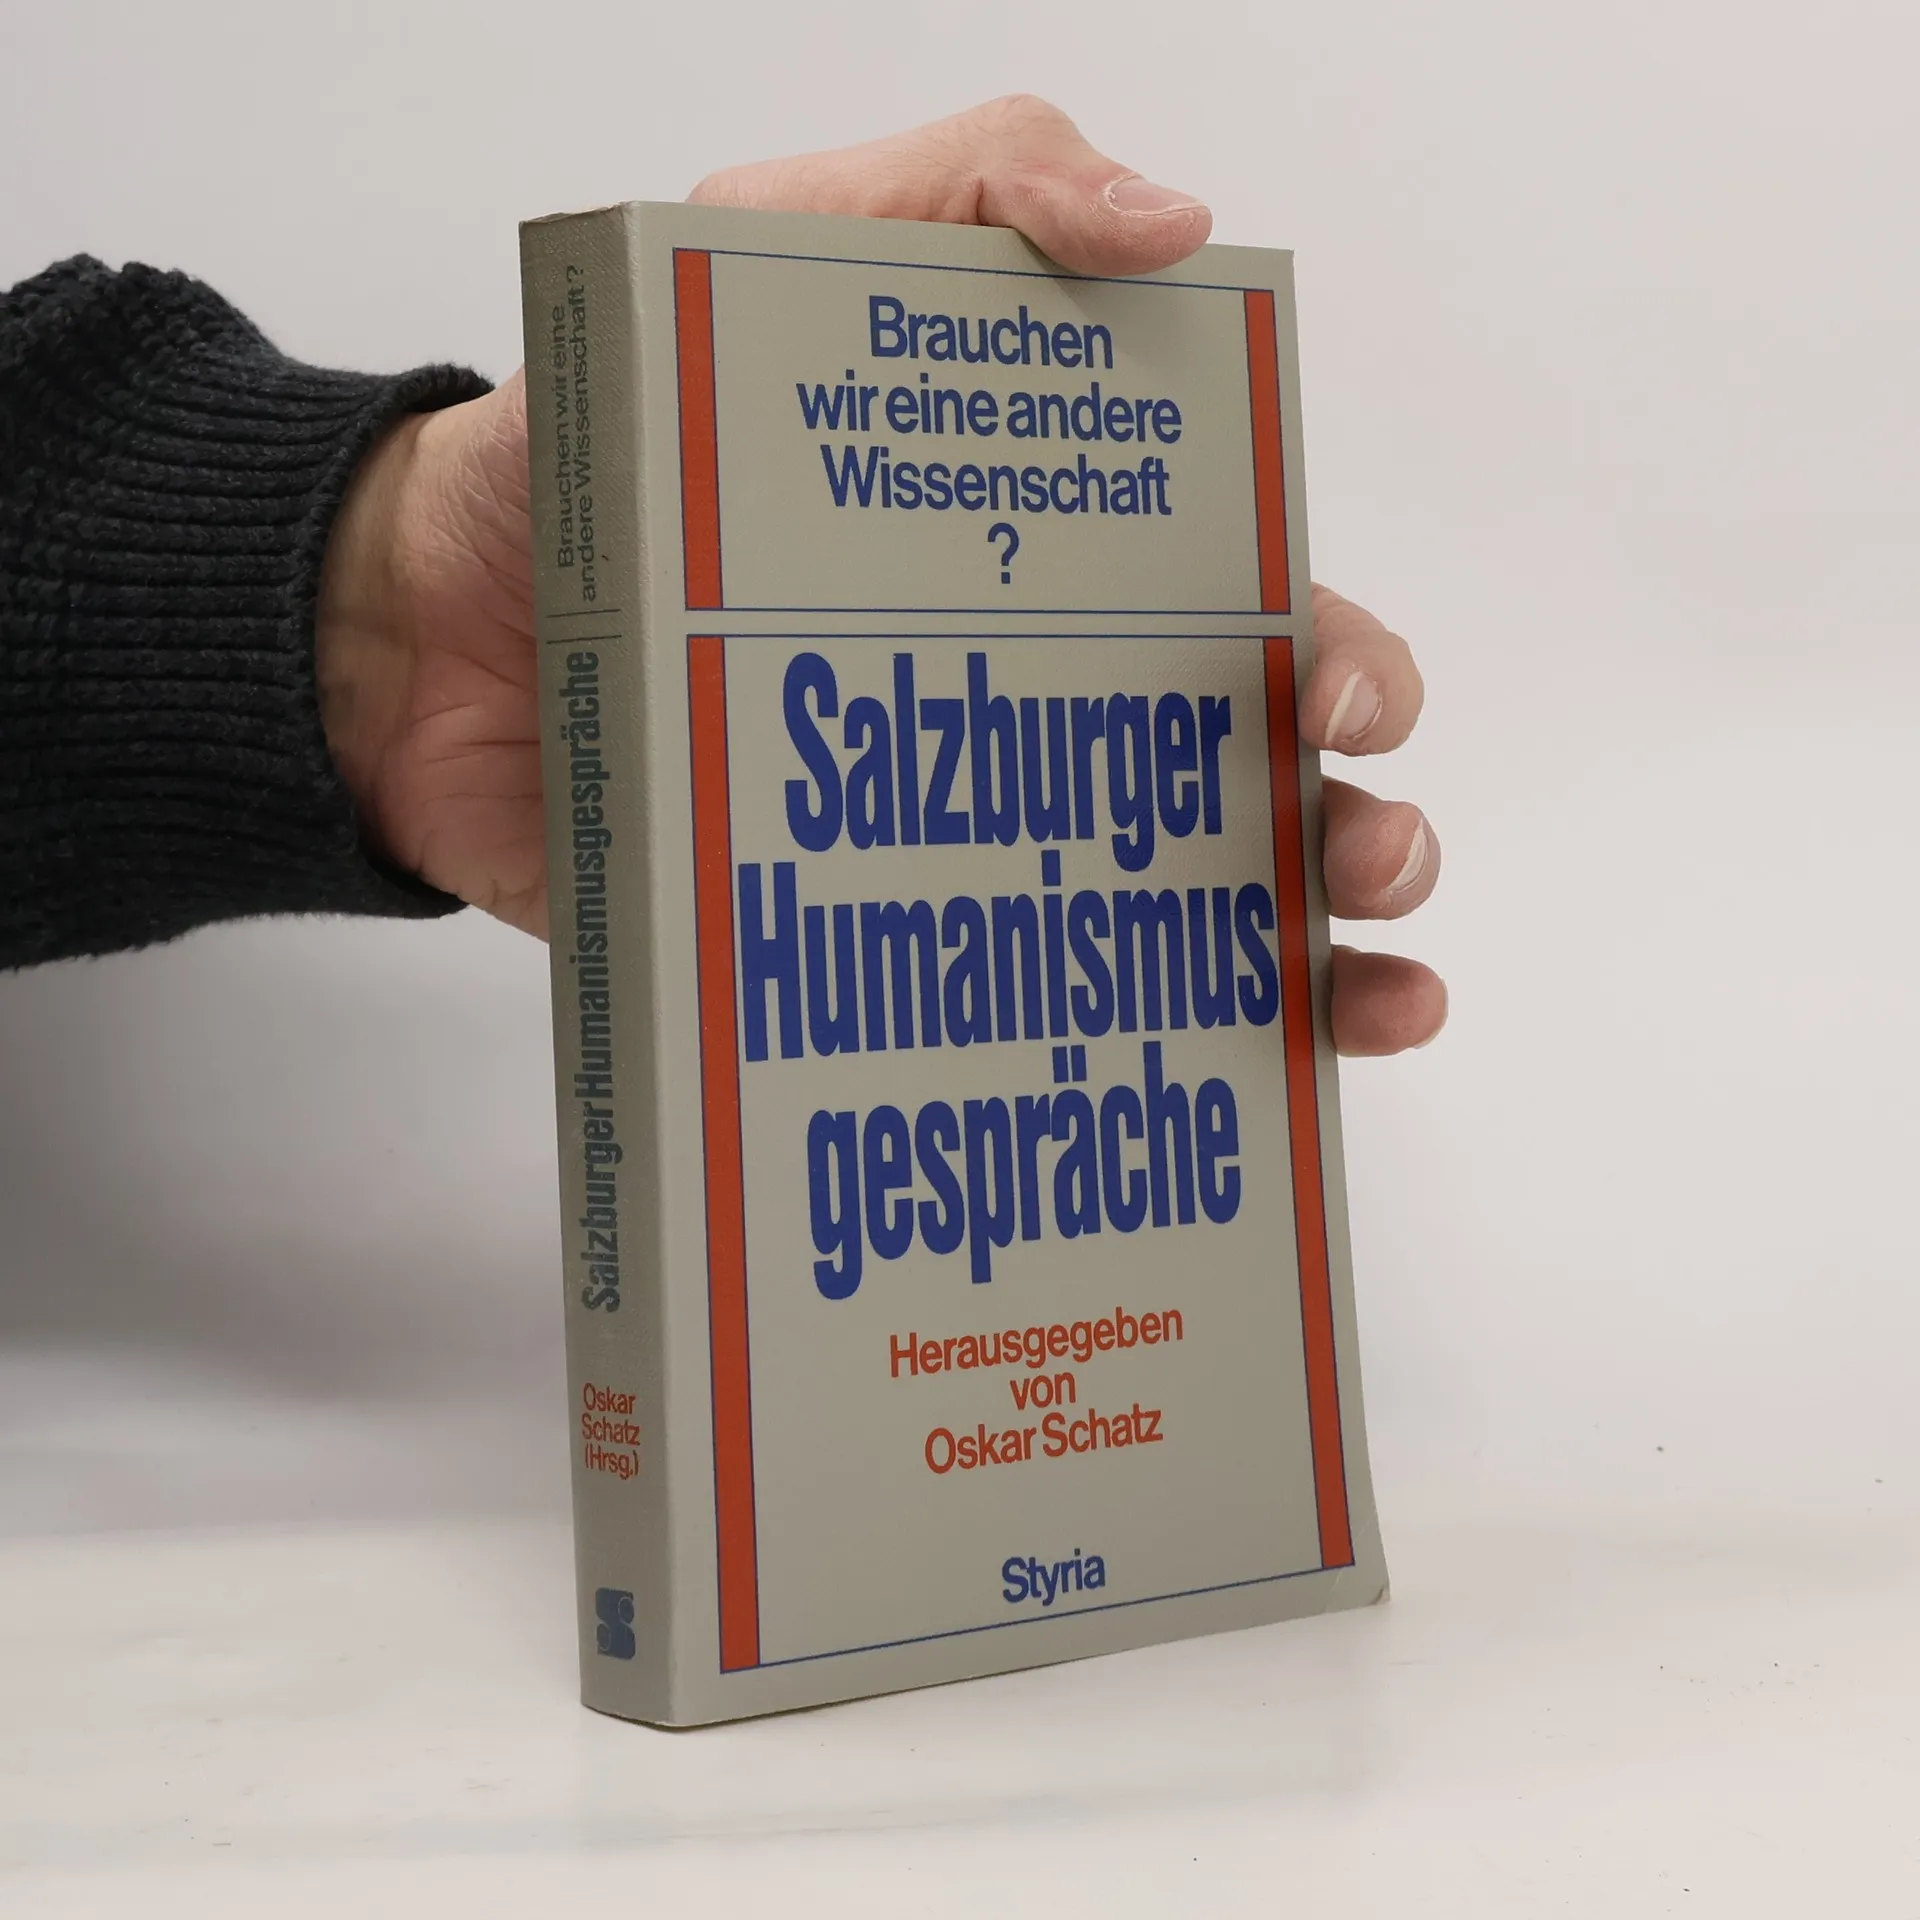 Brauchen wir eine
andere Wissenschaft?
Salzburger Humanismusgespräche
Oskar
Schatz
(Hrsg.)
Brauchen
wir eine andere
Wissenschaft
?
Salzburger
Humanismus
gespräche
Herausgegeben
von
Oskar Schatz
Styria